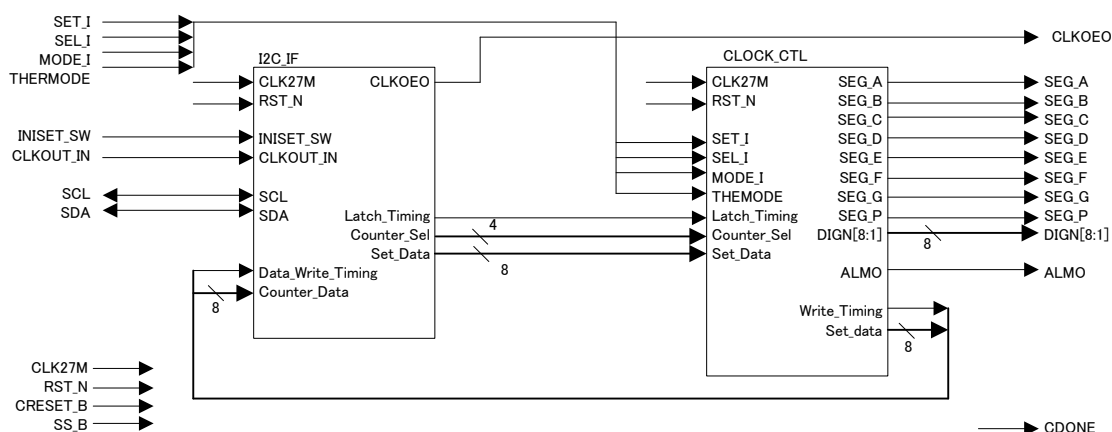 SET_I
SEL_I
MODE_I
THERMODE
INISET_SW
CLKOUT_IN
SCL
SDA
CLK27M
RST_N
CRESET_B
SS_B
I2C_IF
CLK27M
RST_N
INISET_SW
CLKOUT_IN
SCL
SDA
Data_Write_Timing
Counter_Data
8
CLKOEO
Latch_Timing
Counter_Sel
Set_Data
4
8
CLOCK_CTL
CLK27M
RST_N
SET_I
SEL_I
MODE_I
THEMODE
Latch_Timing
Counter_Sel
Set_Data
SEG_A
SEG_B
SEG_C
SEG_D
SEG_E
SEG_F
SEG_G
SEG_P
DIGN[8:1]
8
ALMO
Write_Timing
Set_data
8
CLKOEO
SEG_A
SEG_B
SEG_C
SEG_D
SEG_E
SEG_F
SEG_G
SEG_P
DIGN[8:1]
ALMO
CDONE